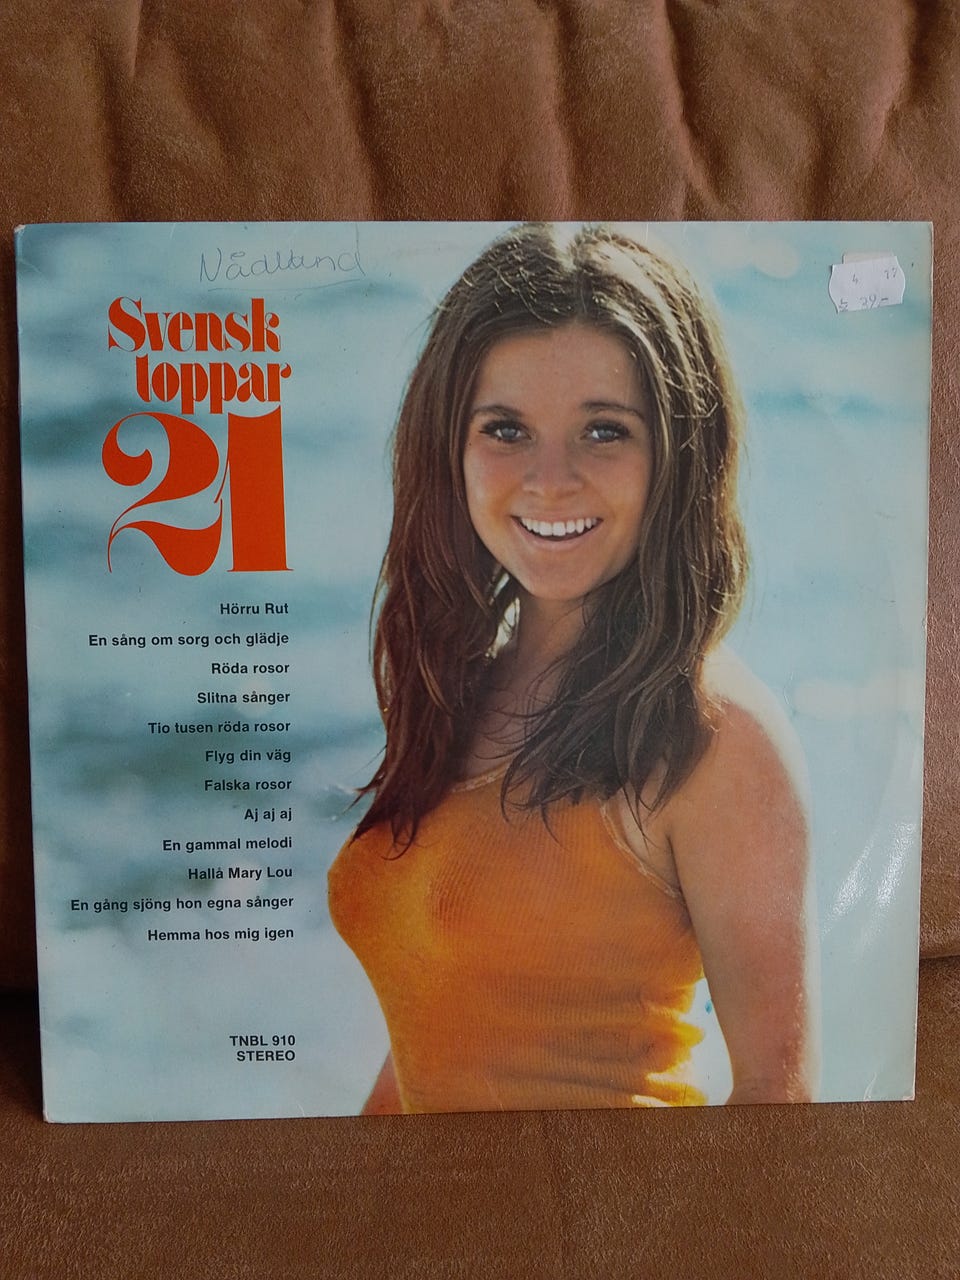 Svensk
toppar
21
Hörru Rut
En sång om sorg och glädje
Röda rosor
Slitna sånger
Tio tusen röda rosor
Flyg din väg
Falska rosor
Aj aj aj
En gammal melodi
Hallå Mary Lou
En gång sjöng hon egna sånger
Hemma hos mig igen
TNBL 910
STEREO